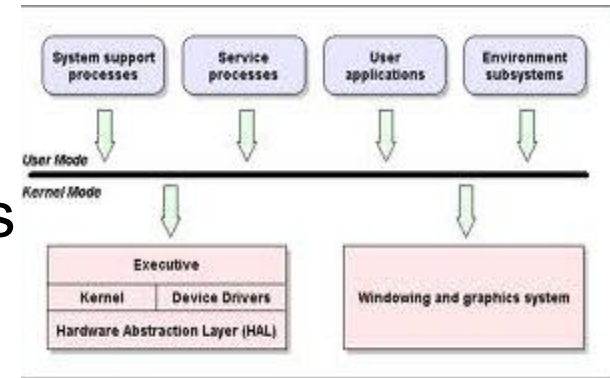 System support
processes
Service
processes
User
applications
Environment
subsystems
User Mode
Kernel Mode
s
Executive
Kernel
Device Drivers
Hardware Abstraction Layer (HAL)
Windowing and graphics system